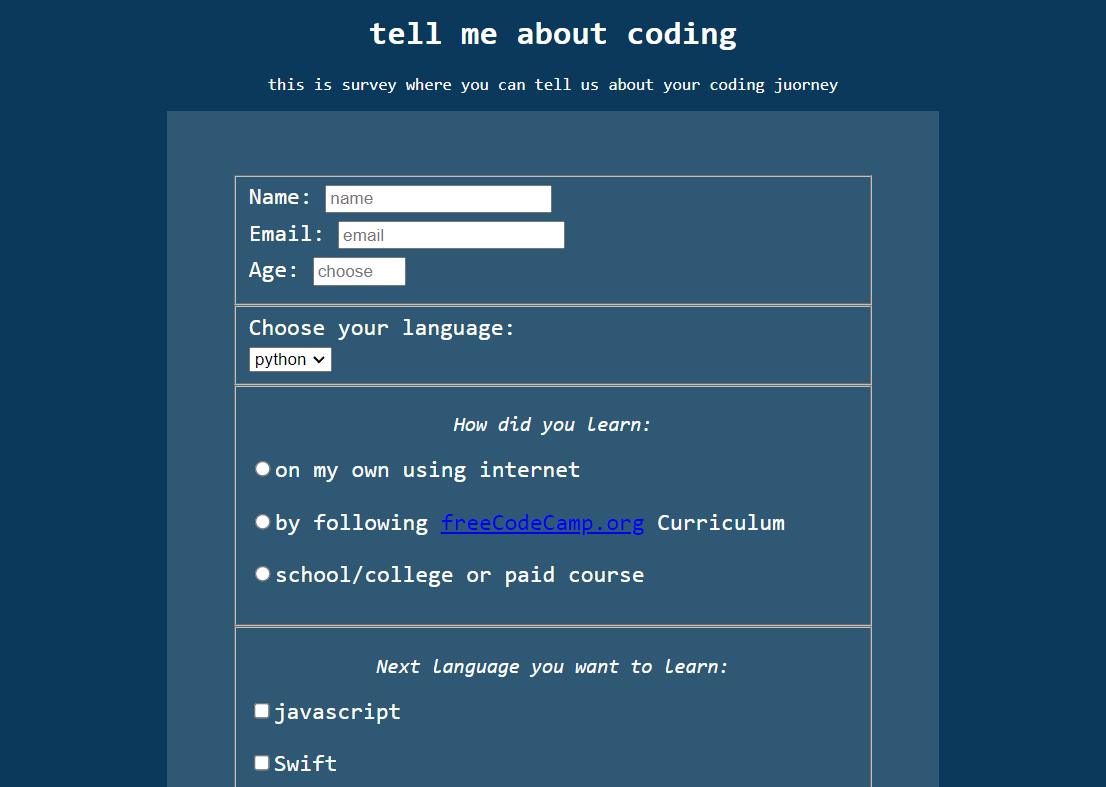 tell me about coding
this is survey where you can tell us about your coding juorney
Name: name
Email: email
Age: choose
Choose your language:
python
How did you learn:
on my own using internet
by following freeCodeCamp.org Curriculum
school/college or paid course
Next language you want to learn:
javascript
Swift